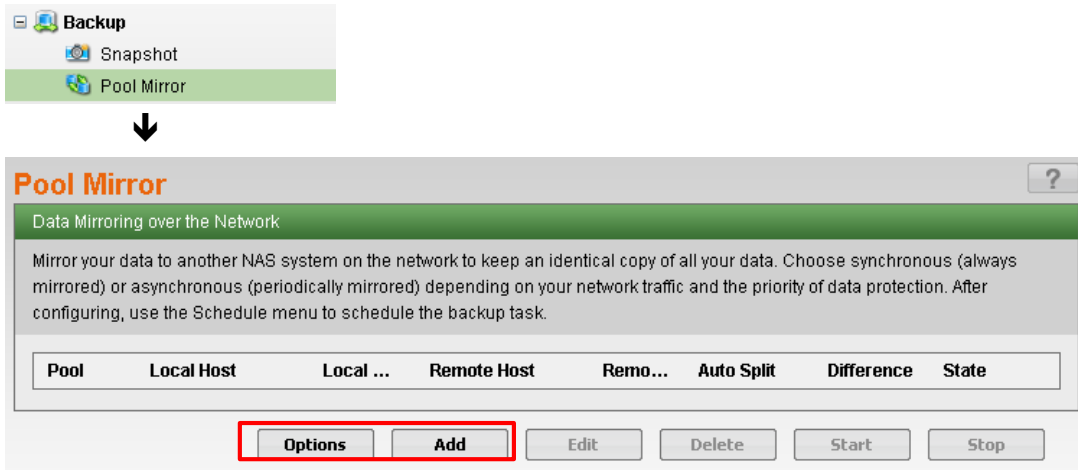 Backup
Snapshot
Pool Mirror
Pool Mirror
?
Data Mirroring over the Network
Mirror your data to another NAS system on the network to keep an identical copy of all your data. Choose synchronous (always
mirrored) or asynchronous (periodically mirrored) depending on your network traffic and the priority of data protection. After
configuring, use the Schedule menu to schedule the backup task.
Pool Local Host Local ... Remote Host Remo... Auto Split Difference State
Options Add Edit Delete Start Stop